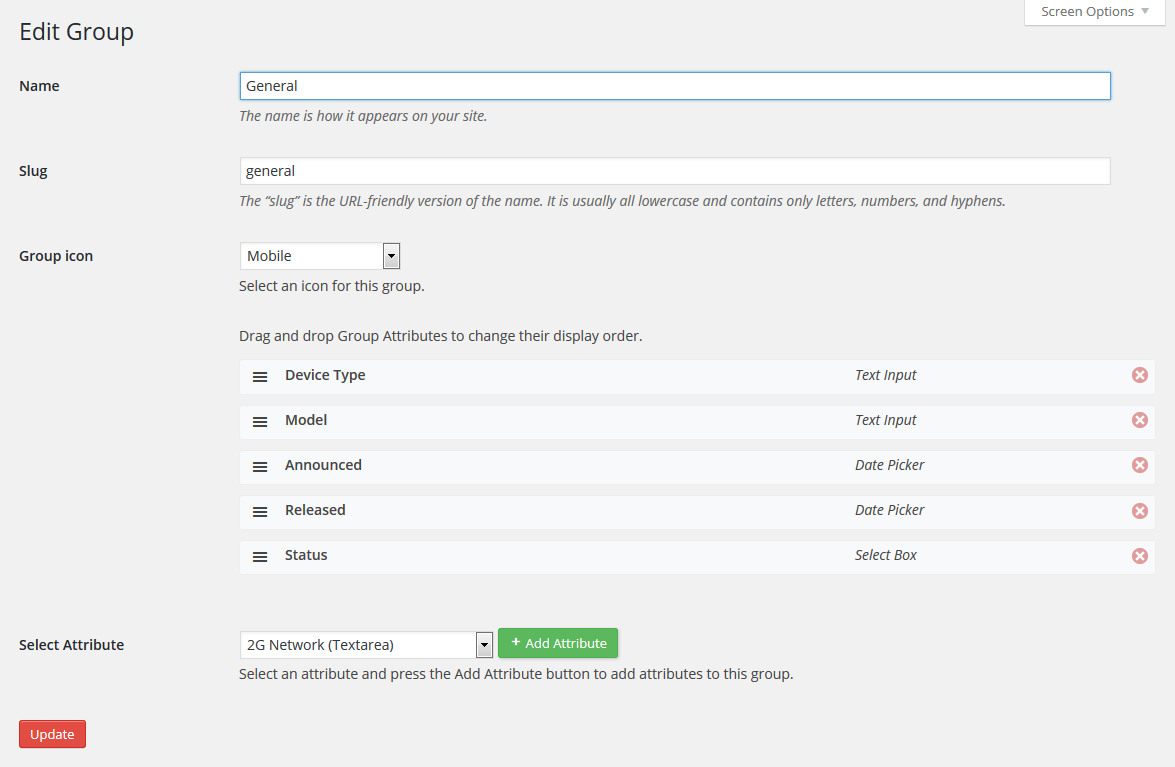 Screen Options
Edit Group
Name
General
The name is how it appears on your site.
Slug
general
The “slug” is the URL-friendly version of the name. It is usually all lowercase and contains only letters, numbers, and hyphens.
Group icon
Mobile
Select an icon for this group.
Drag and drop Group Attributes to change their display order.
Device Type Text Input
Model Text Input
Announced Date Picker
Released Date Picker
Status Select Box
Select Attribute
2G Network (Textarea)
+ Add Attribute
Select an attribute and press the Add Attribute button to add attributes to this group.
Update